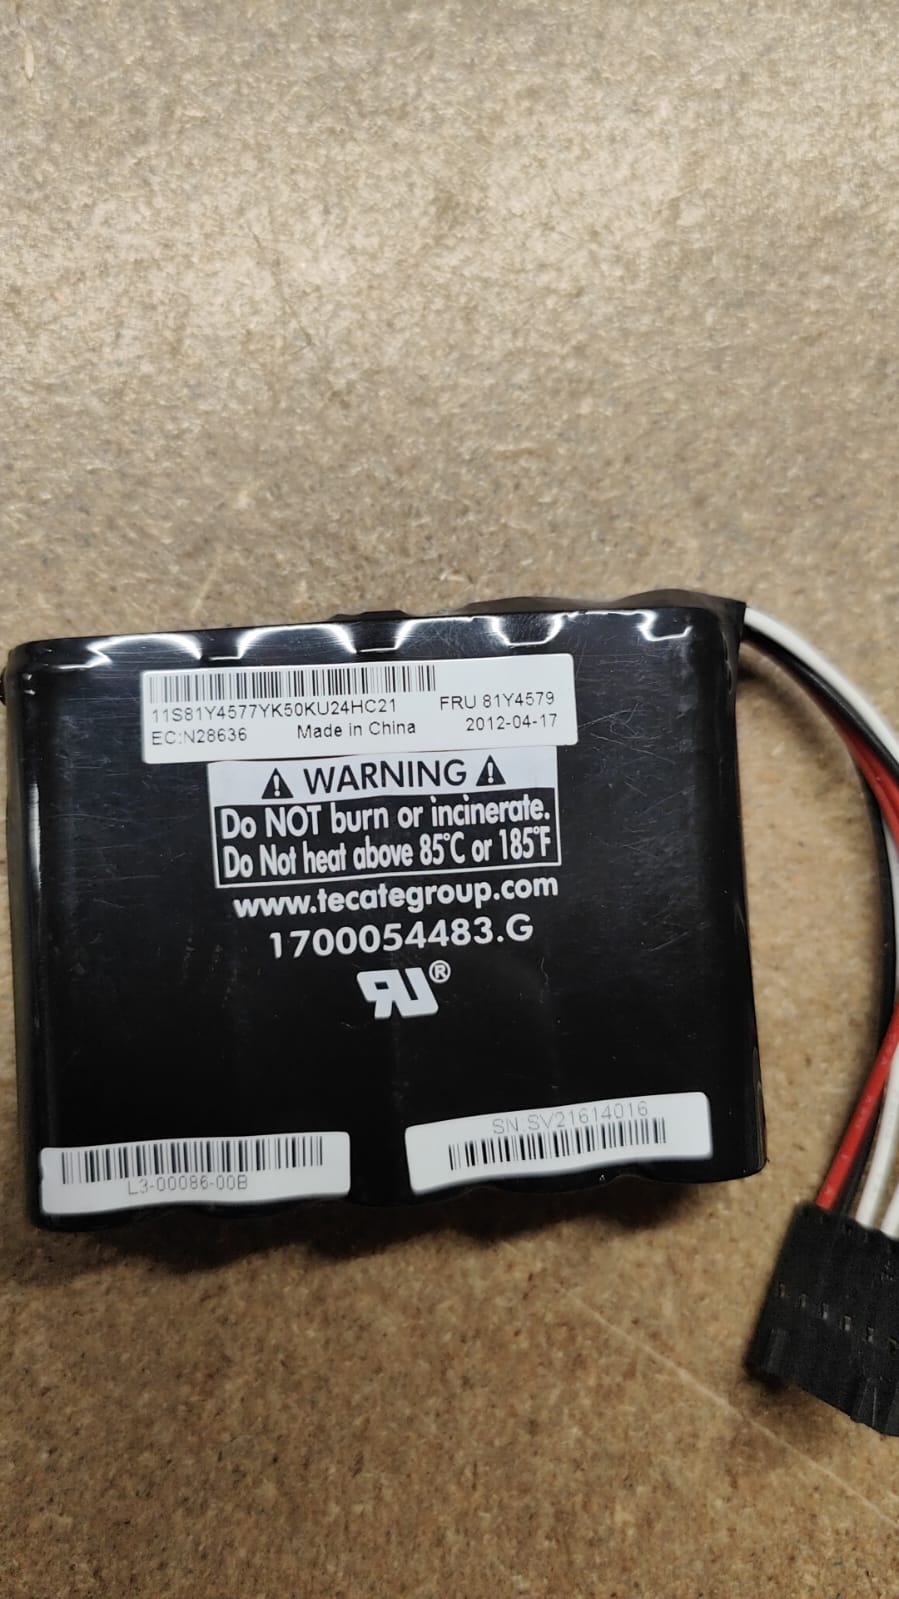 11S81Y4577YK50KU24HC21 FRU 81Y4579
EC:N28636 Made in China 2012-04-17
WARNING
Do NOT burn or incinerate.
Do Not heat above 85°C or 185°F
www.tecategroup.com
1700054483.G
RU®
SN.SV21614016
L3-00086-00B